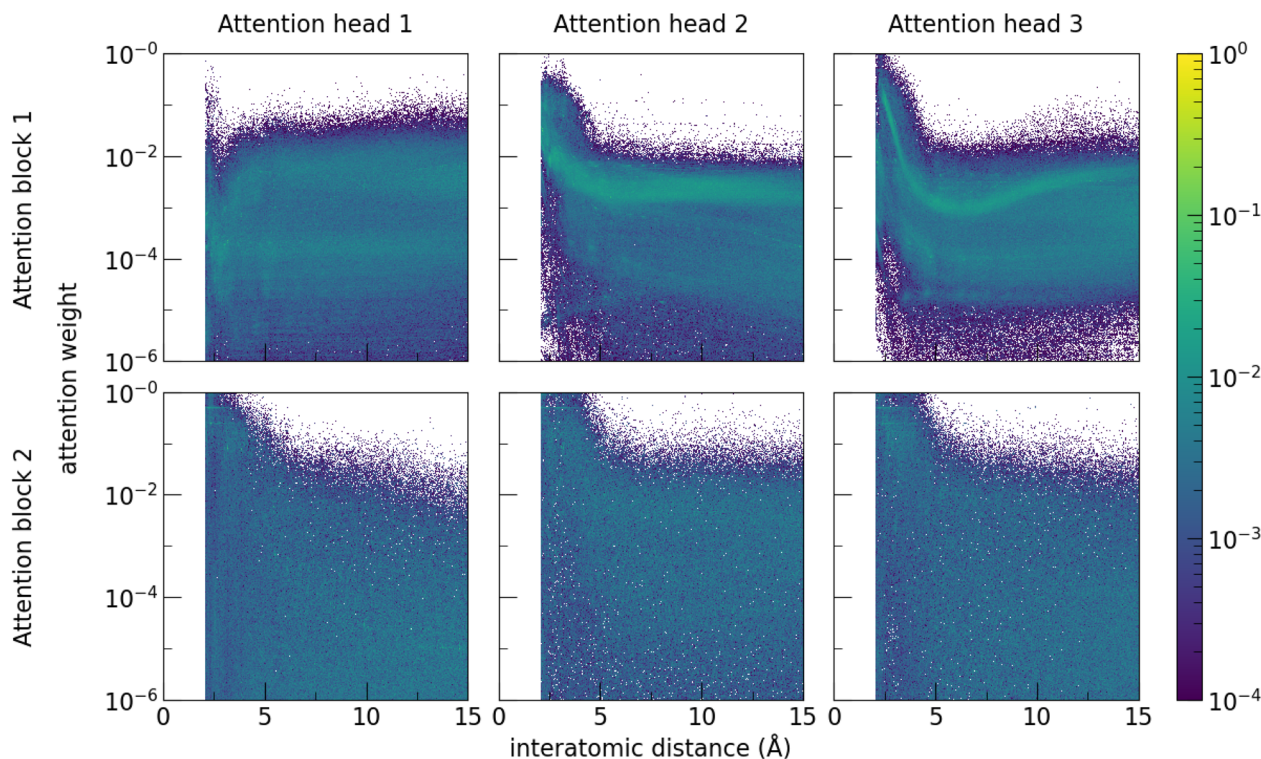 Attention head 1 Attention head 2 Attention head 3
Attention block 1
Attention block 2
attention weight
10⁻⁰
10⁻²
10⁻⁴
10⁻⁶
10⁻⁰
10⁻²
10⁻⁴
10⁻⁶
0 5 10 15 0 5 10 15 0 5 10 15
interatomic distance (Å)
10⁰
10⁻¹
10⁻²
10⁻³
10⁻⁴